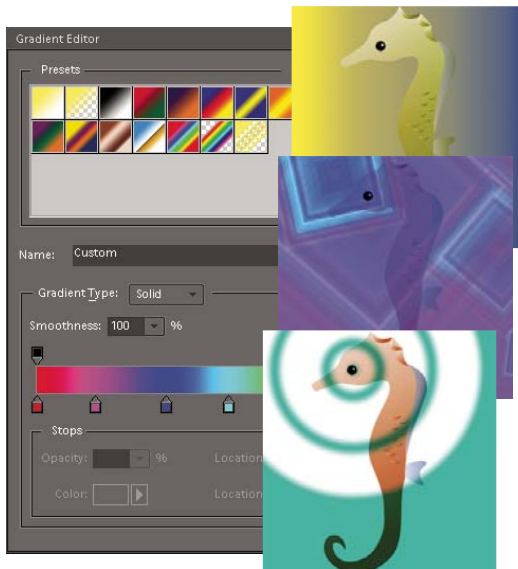 Gradient Editor
Presets
Name: Custom
Gradient Type: Solid
Smoothness: 100 %
Stops
Opacity: % Location
Color: Location